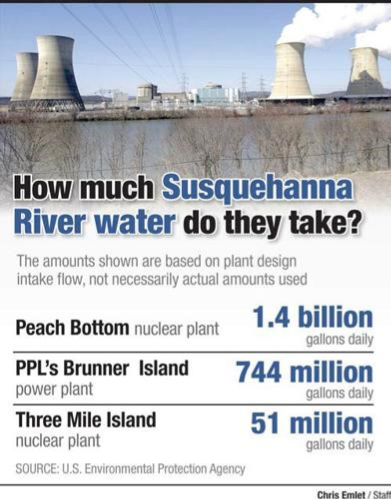 How much Susquehanna
River water do they take?
The amounts shown are based on plant design
intake flow, not necessarily actual amounts used
Peach Bottom nuclear plant
1.4 billion
gallons daily
PPL's Brunner Island
power plant
744 million
gallons daily
Three Mile Island
nuclear plant
51 million
gallons daily
SOURCE: U.S. Environmental Protection Agency
Chris Emlet / Staff